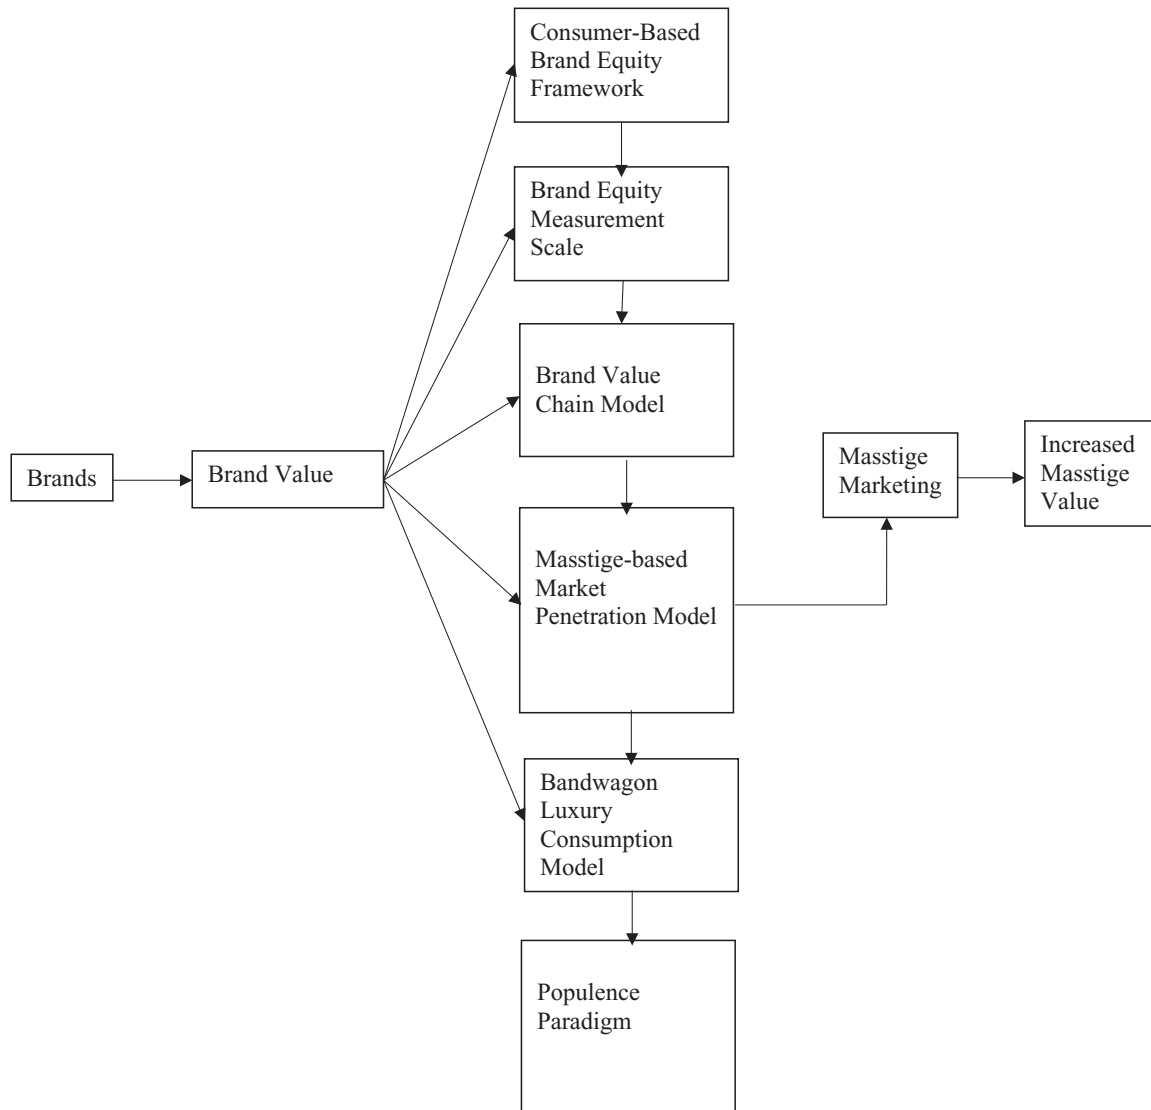 Consumer-Based
Brand Equity
Framework
Brand Equity
Measurement
Scale
Brand Value
Chain Model
Brands
Brand Value
Masstige
Marketing
Increased
Masstige
Value
Masstige-based
Market
Penetration Model
Bandwagon
Luxury
Consumption
Model
Populence
Paradigm